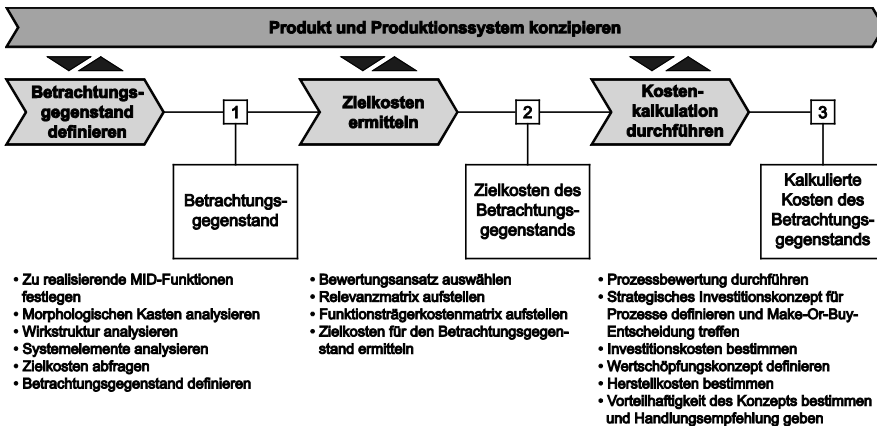 Produkt und Produktionssystem konzipieren
Betrachtungs-
gegenstand
definieren
1
Zielkosten
ermitteln
2
Kosten-
kalkulation
durchführen
3
Betrachtungs-
gegenstand
Zielkosten des
Betrachtungs-
gegenstands
Kalkulierte
Kosten des
Betrachtungs-
gegenstands
• Zu realisierende MID-Funktionen
festlegen
• Morphologischen Kasten analysieren
• Wirkstruktur analysieren
• Systemelemente analysieren
• Zielkosten abfragen
• Betrachtungsgegenstand definieren
• Bewertungsansatz auswählen
• Relevanzmatrix aufstellen
• Funktionsträgerkostenmatrix aufstellen
• Zielkosten für den Betrachtungsgegen-
stand ermitteln
• Prozessbewertung durchführen
• Strategisches Investitionskonzept für
Prozesse definieren und Make-Or-Buy-
Entscheidung treffen
• Investitionskosten bestimmen
• Wertschöpfungskonzept definieren
• Herstellkosten bestimmen
• Vorteilhaftigkeit des Konzepts bestimmen
und Handlungsempfehlung geben